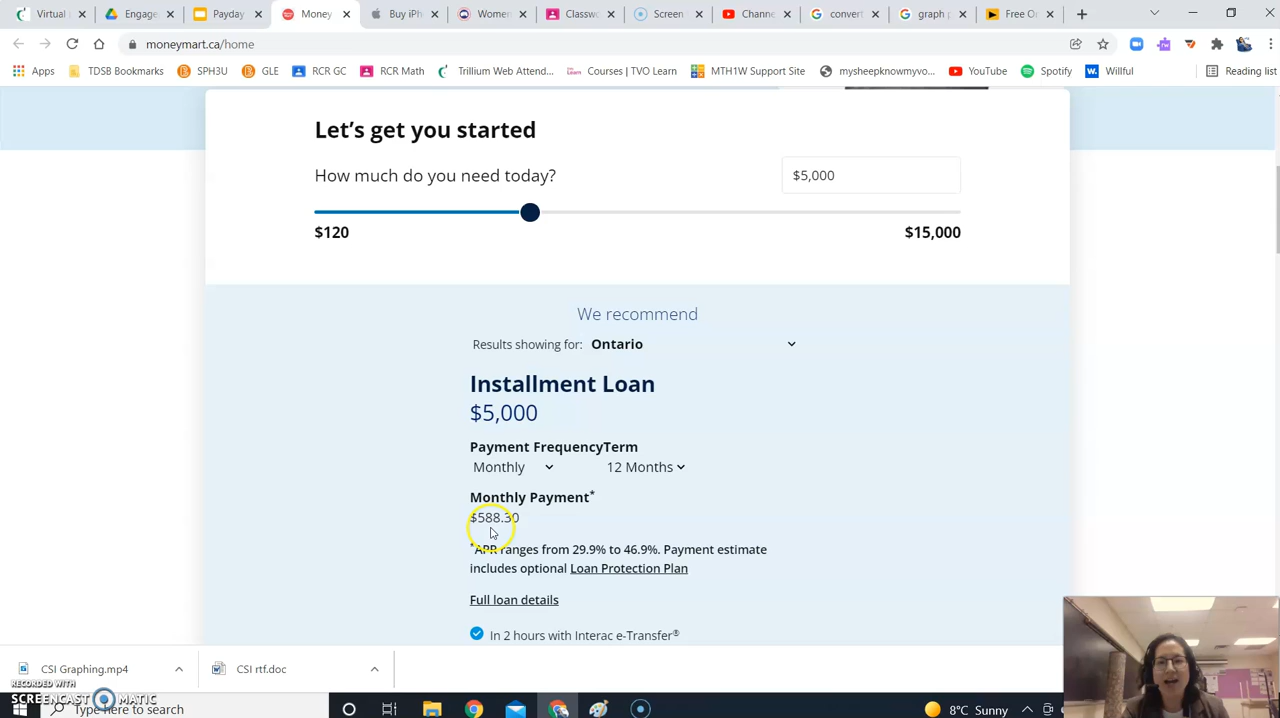 Virtual
Engage
Payday
Money
Buy iPh
Women
Classwo
Screen
Chann
convert
graph p
Free O
moneymart.ca/home
Apps
TDSB Bookmarks
SPH3U
GLE
RCR GC
RCR Math
Trillium Web Attend...
Courses | TVO Learn
MTH1W Support Site
mysheepknowmyvo...
YouTube
Spotify
Willful
Reading list
Let's get you started
How much do you need today?
$5,000
$120
$15,000
We recommend
Results showing for: Ontario
Installment Loan
$5,000
Payment FrequencyTerm
Monthly 12 Months
Monthly Payment*
$588.30
*APR ranges from 29.9% to 46.9%. Payment estimate
includes optional Loan Protection Plan
Full loan details
In 2 hours with Interac e-Transfer®
CSI Graphing.mp4
CSI rtf.doc
RECORDED WITH
SCREENCAST MATIC
Type here to search
8°C Sunny